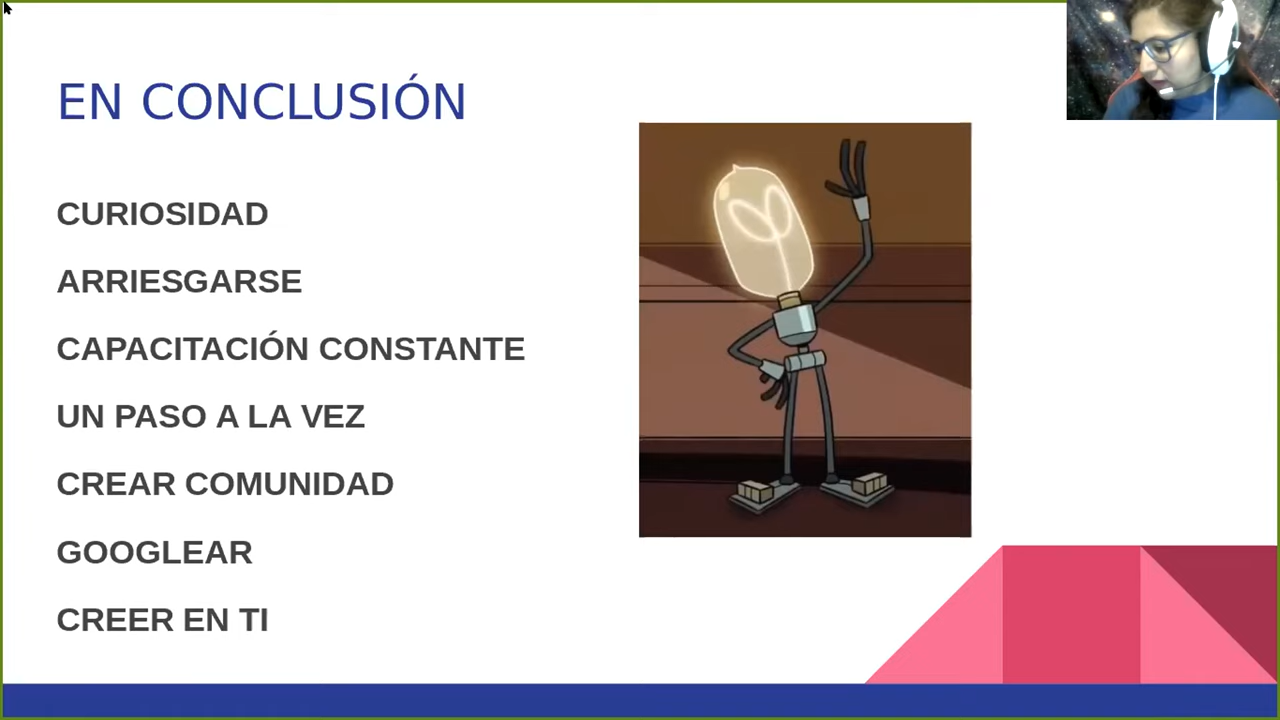 EN CONCLUSIÓN
CURIOSIDAD
ARRIESGARSE
CAPACITACIÓN CONSTANTE
UN PASO A LA VEZ
CREAR COMUNIDAD
GOOGLEAR
CREER EN TI